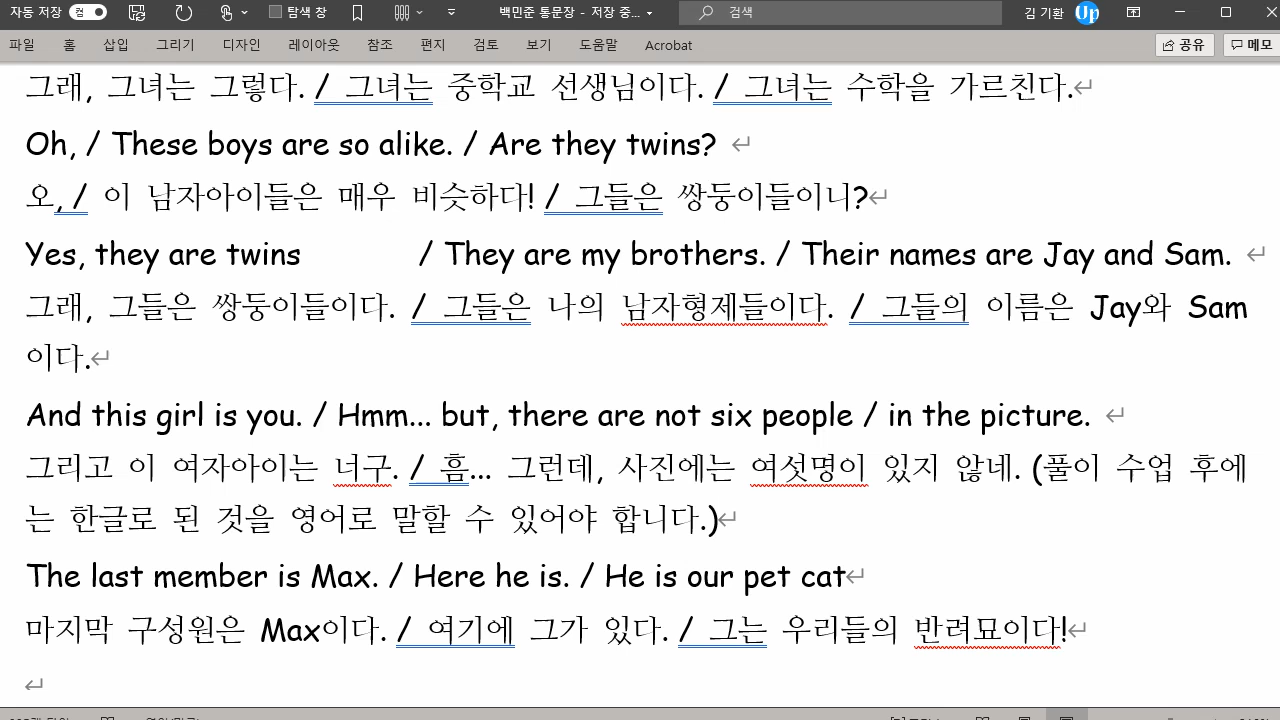 자동 저장 컴 탐색 창 백민준 통문장 - 저장 중... 검색 김 기환 Up
파일 홈 삽입 그리기 디자인 레이아웃 참조 편지 검토 보기 도움말 Acrobat 공유 메모
그래, 그녀는 그렇다. / 그녀는 중학교 선생님이다. / 그녀는 수학을 가르친다.
Oh, / These boys are so alike. / Are they twins?
오, / 이 남자아이들은 매우 비슷하다! / 그들은 쌍둥이들이니?
Yes, they are twins / They are my brothers. / Their names are Jay and Sam.
그래, 그들은 쌍둥이들이다. / 그들은 나의 남자형제들이다. / 그들의 이름은 Jay와 Sam
이다.
And this girl is you. / Hmm... but, there are not six people / in the picture.
그리고 이 여자아이는 너구. / 흠... 그런데, 사진에는 여섯명이 있지 않네. (풀이 수업 후에
는 한글로 된 것을 영어로 말할 수 있어야 합니다.)
The last member is Max. / Here he is. / He is our pet cat
마지막 구성원은 Max이다. / 여기에 그가 있다. / 그는 우리들의 반려묘이다!